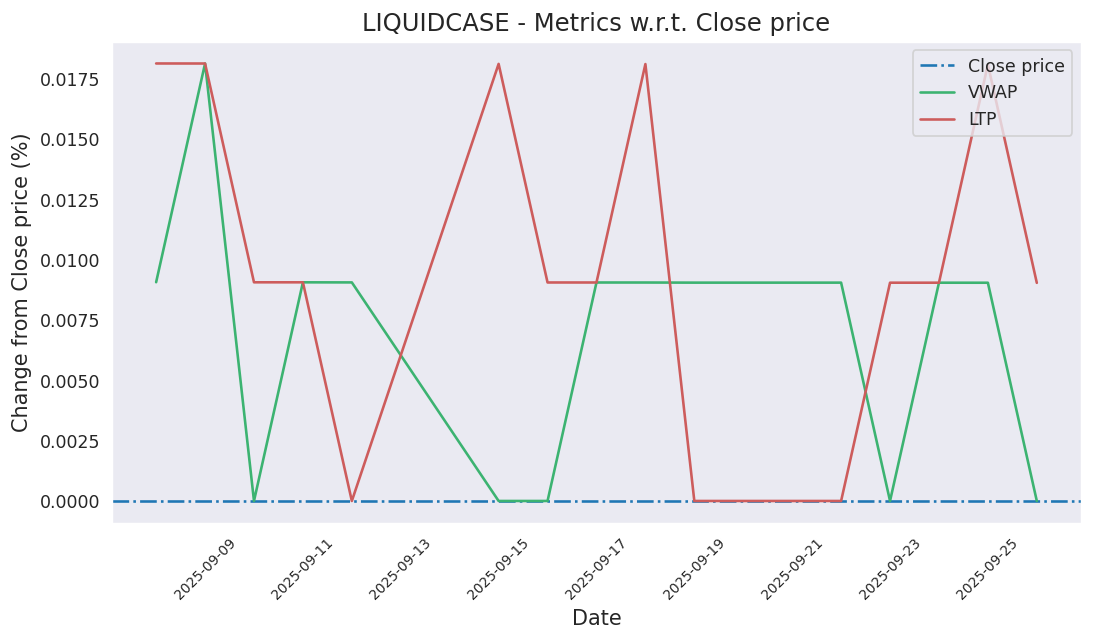 LIQUIDCASE - Metrics w.r.t. Close price
Close price
VWAP
LTP
Change from Close price (%)
0.0175
0.0150
0.0125
0.0100
0.0075
0.0050
0.0025
0.0000
2025-09-09
2025-09-11
2025-09-13
2025-09-15
2025-09-17
2025-09-19
2025-09-21
2025-09-23
2025-09-25
Date